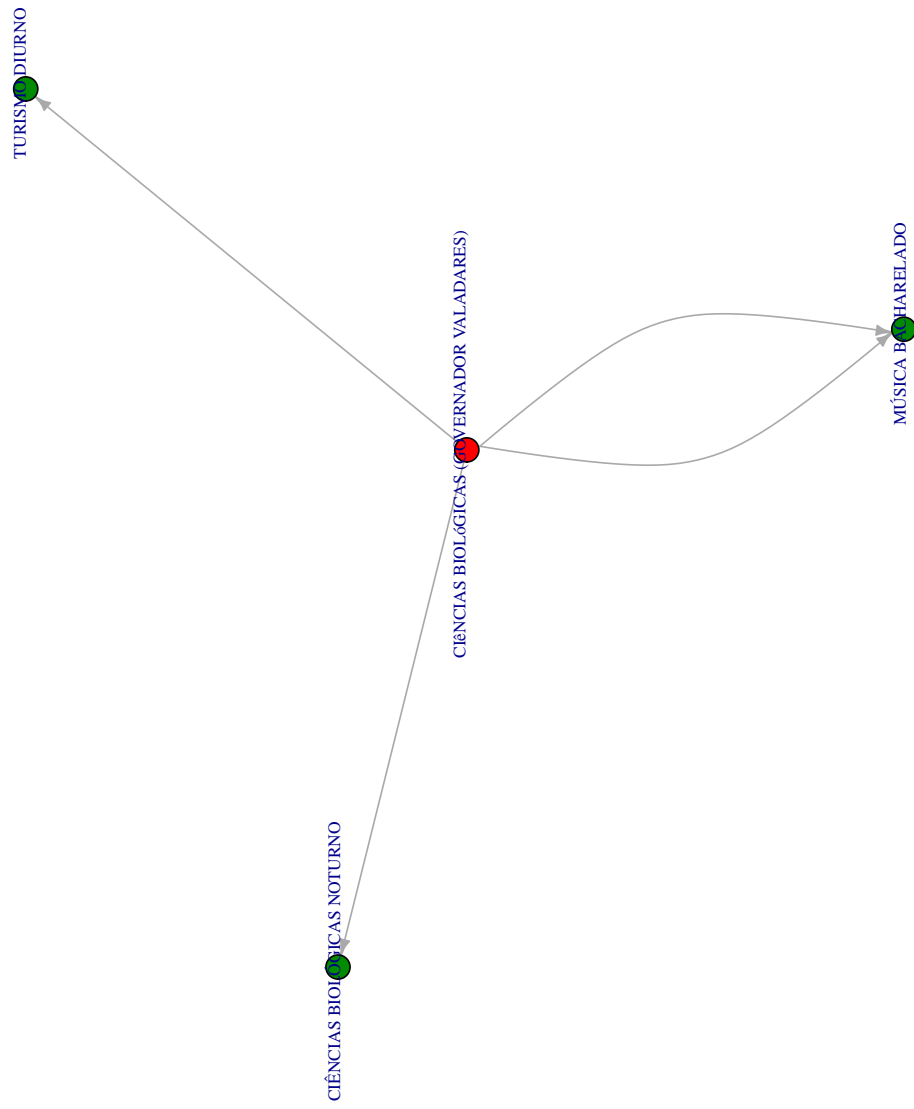 TURISMO DIURNO
CIêNCIAS BIOLóGICAS (GOVERNADOR VALADARES)
MÚSICA BACHARELADO
CIÊNCIAS BIOLÓGICAS NOTURNO